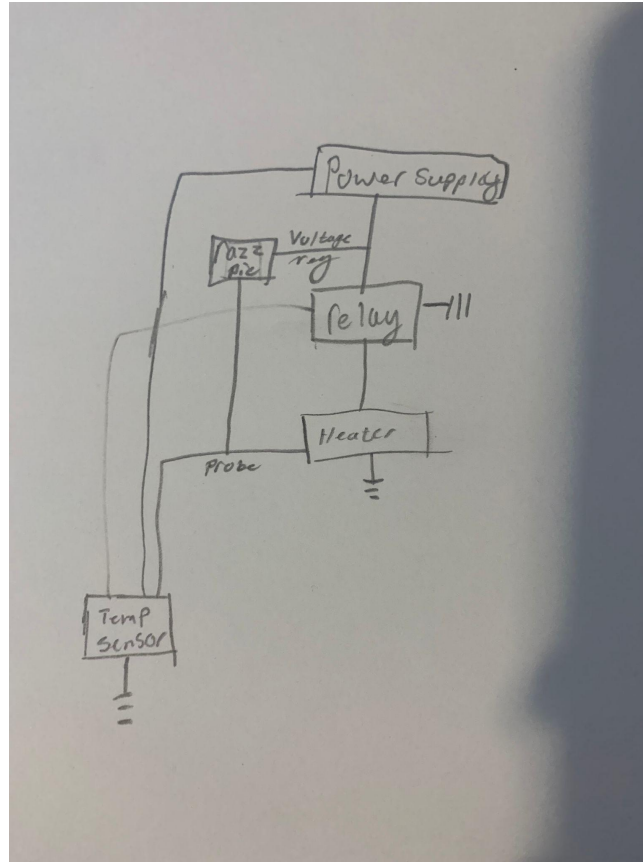 Power Supply
Voltage
reg
razz
pie
relay
Heater
Probe
Temp
Sensor